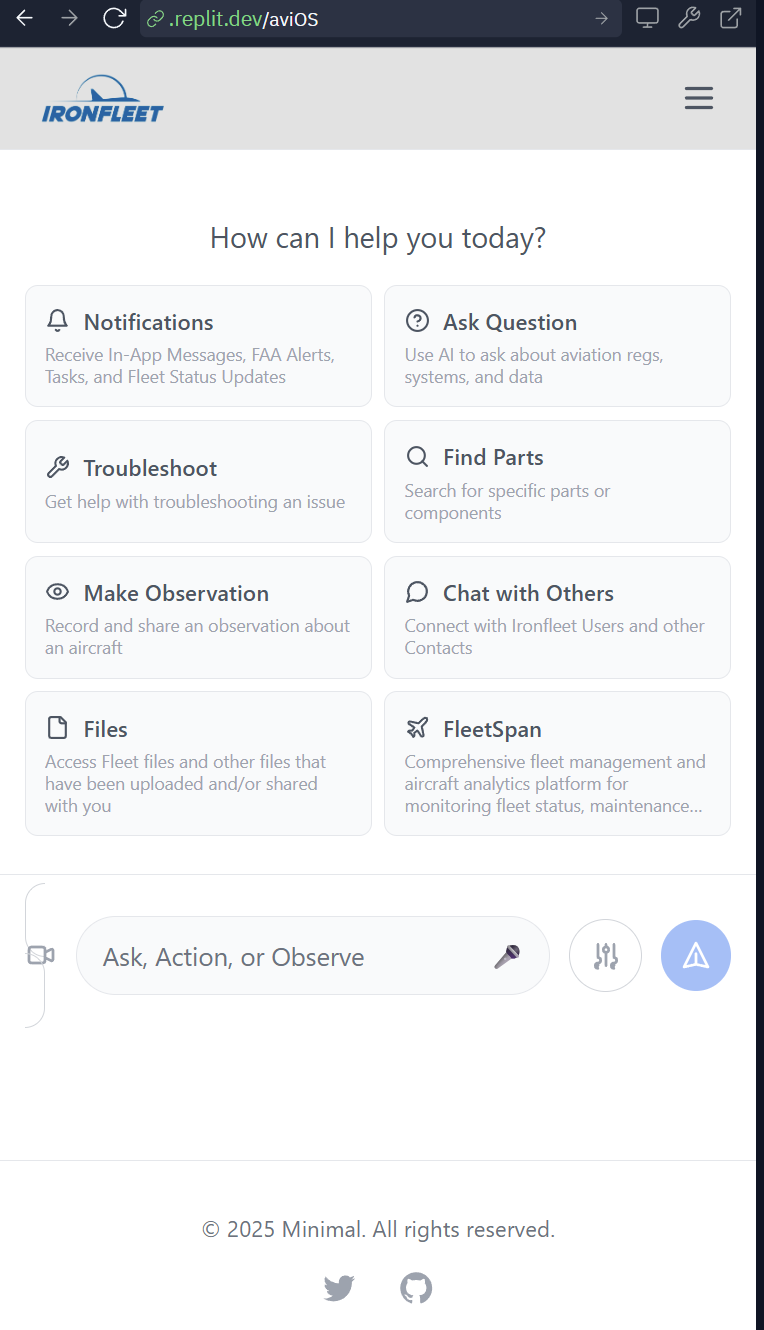 .replit.dev/aviOS
IRONFLEET
How can I help you today?
Notifications
Receive In-App Messages, FAA Alerts,
Tasks, and Fleet Status Updates
Ask Question
Use AI to ask about aviation regs,
systems, and data
Troubleshoot
Get help with troubleshooting an issue
Find Parts
Search for specific parts or
components
Make Observation
Record and share an observation about
an aircraft
Chat with Others
Connect with Ironfleet Users and other
Contacts
Files
Access Fleet files and other files that
have been uploaded and/or shared
with you
FleetSpan
Comprehensive fleet management and
aircraft analytics platform for
monitoring fleet status, maintenance...
Ask, Action, or Observe
© 2025 Minimal. All rights reserved.